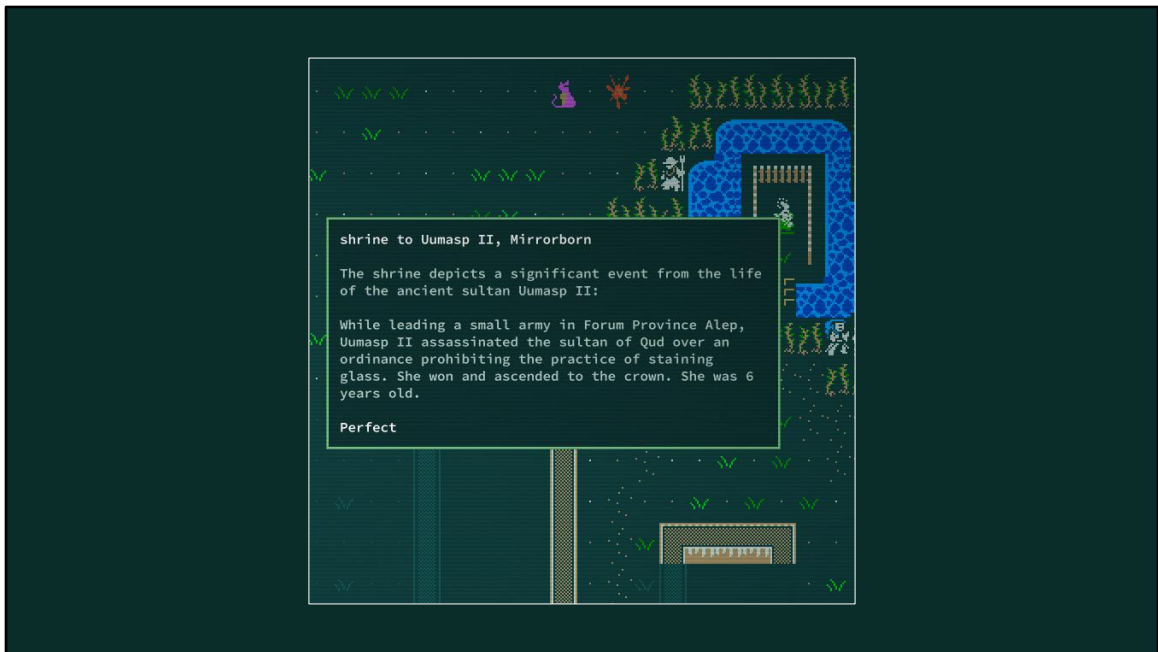 shrine to Uumasp II, Mirrorborn
The shrine depicts a significant event from the life
of the ancient sultan Uumasp II:
While leading a small army in Forum Province Alep,
Uumasp II assassinated the sultan of Qud over an
ordinance prohibiting the practice of staining
glass. She won and ascended to the crown. She was 6
years old.
Perfect